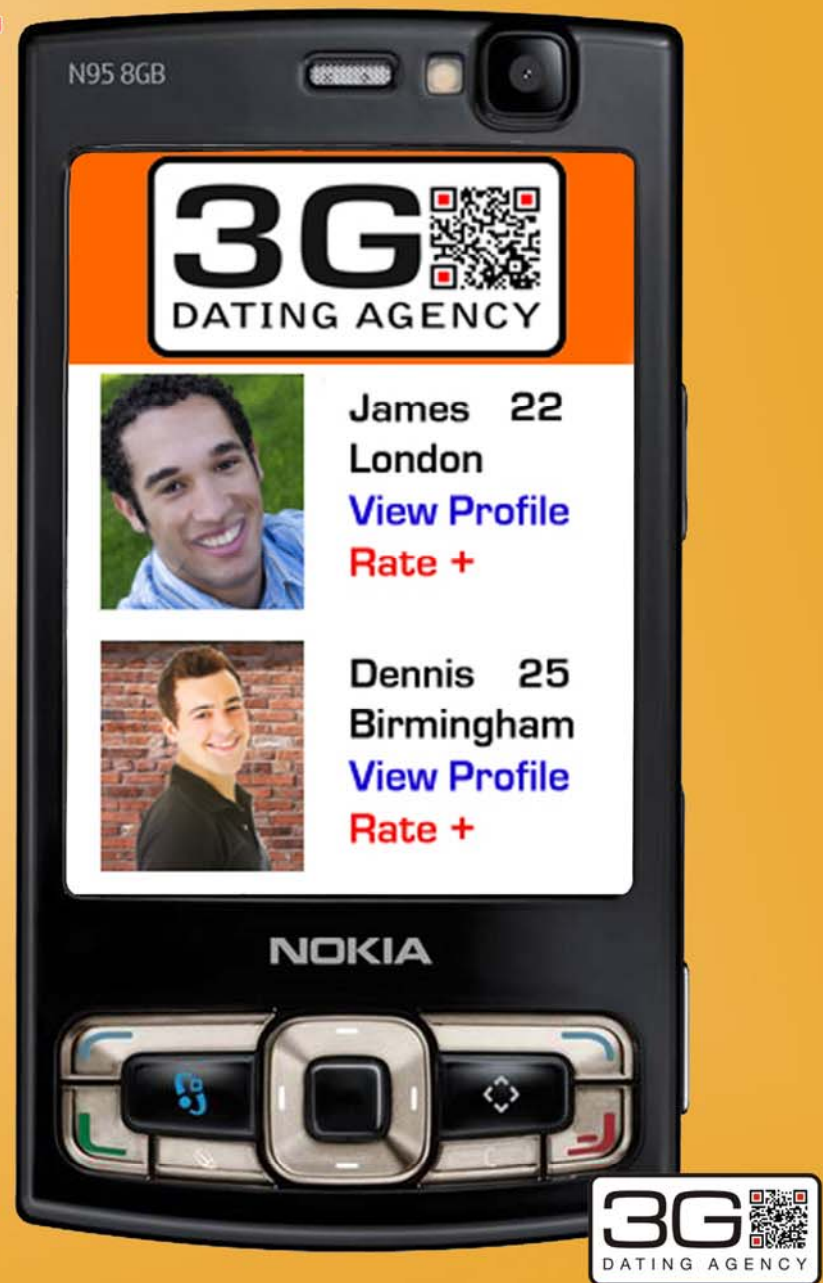 N95 8GB
3G
DATING AGENCY
James 22
London
View Profile
Rate +
Dennis 25
Birmingham
View Profile
Rate +
NOKIA
3G
DATING AGENCY